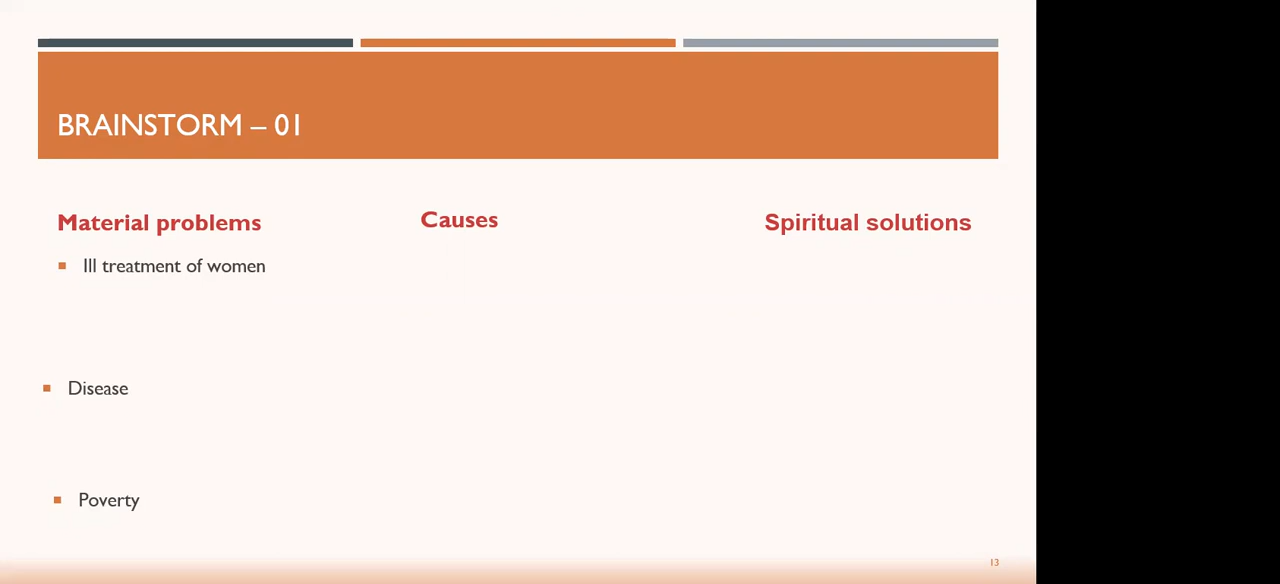 BRAINSTORM – 01
Material problems
Causes
Spiritual solutions
Ill treatment of women
Disease
Poverty
13